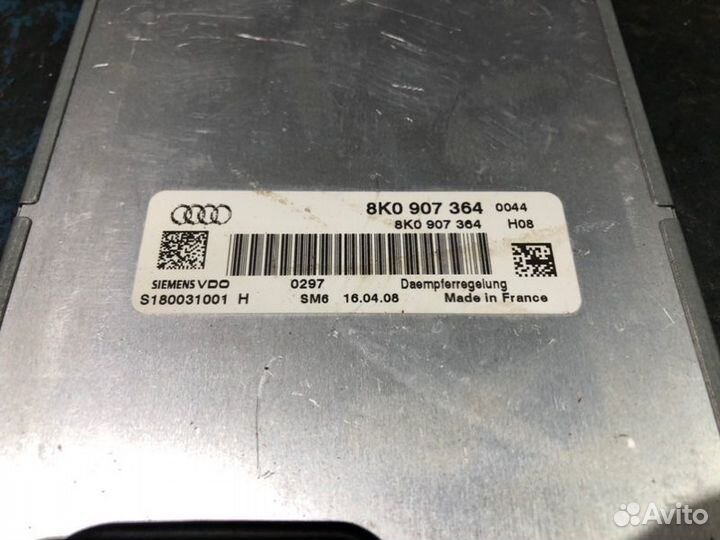 8K0 907 364 0044
8K0 907 364 H08
SIEMENS VDO 0297 Daempferregelung
S180031001 H SM6 16.04.08 Made in France
Avito